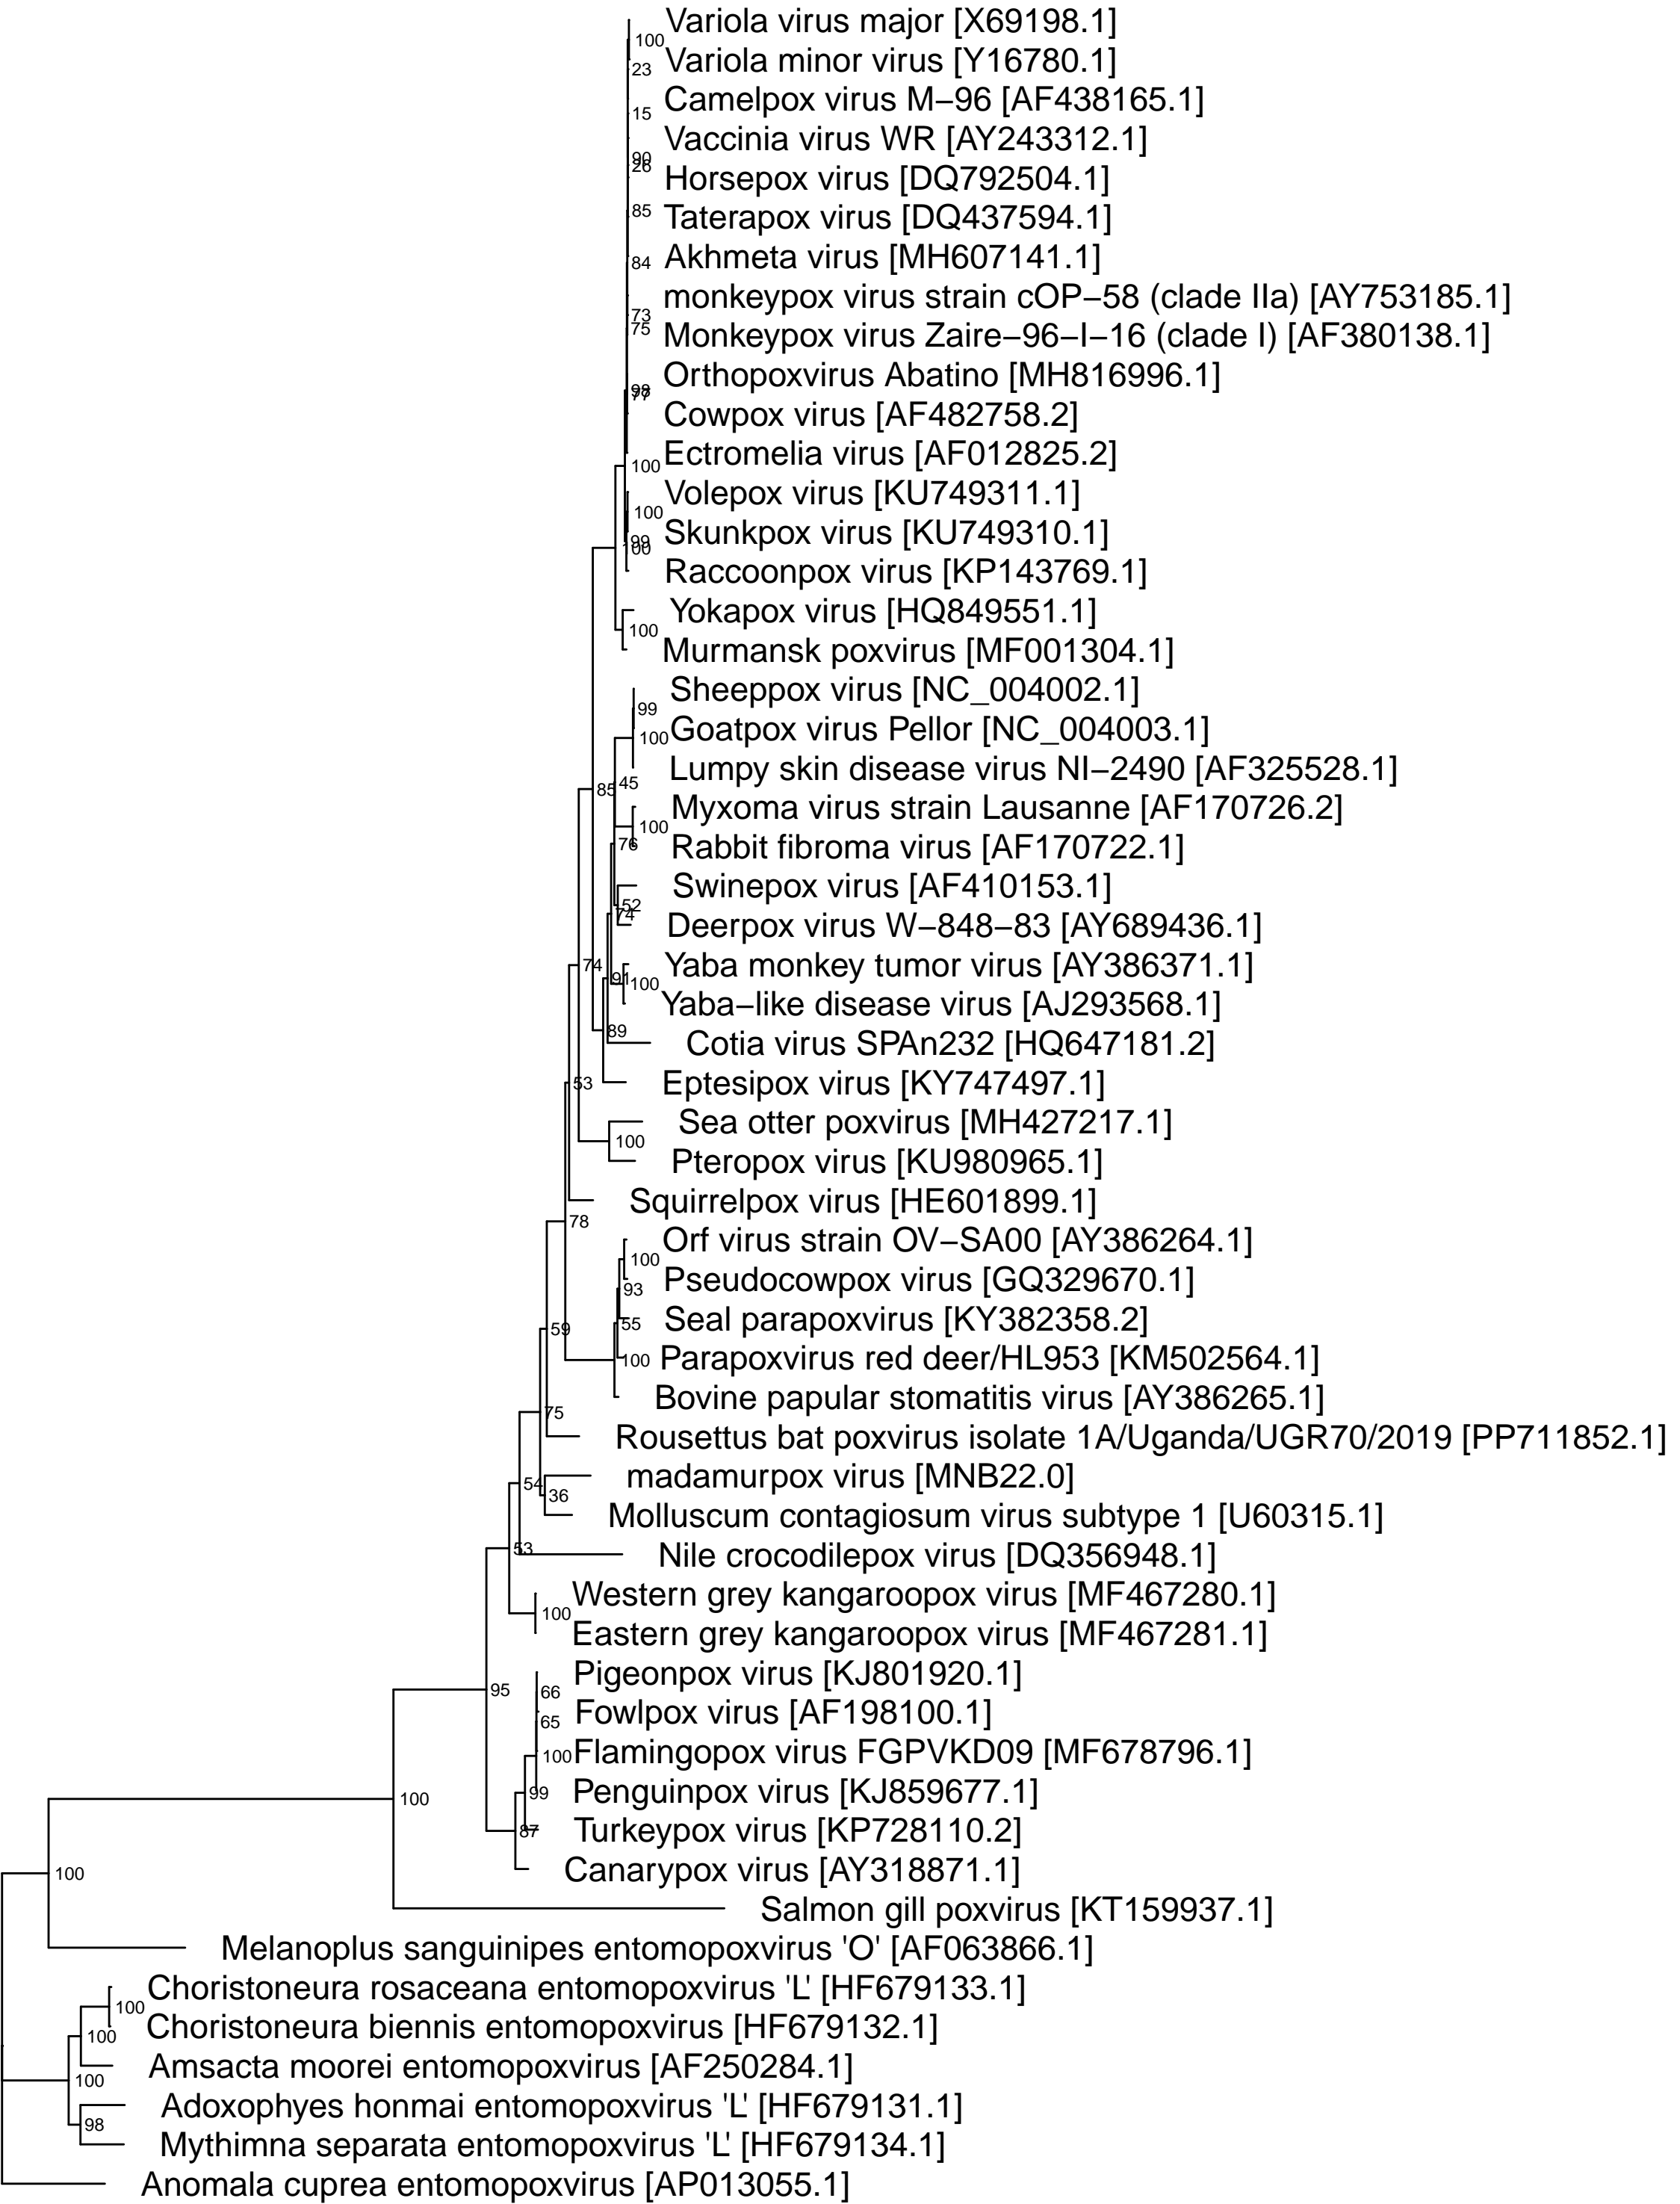 Variola virus major [X69198.1]
100
Variola minor virus [Y16780.1]
23
Camelpox virus M−96 [AF438165.1]
15
Vaccinia virus WR [AY243312.1]
90
26
Horsepox virus [DQ792504.1]
85
Taterapox virus [DQ437594.1]
Akhmeta virus [MH607141.1]
84
monkeypox virus strain cOP−58 (clade IIa) [AY753185.1]
73
75
Monkeypox virus Zaire−96−I−16 (clade I) [AF380138.1]
Orthopoxvirus Abatino [MH816996.1]
77
Cowpox virus [AF482758.2]
Ectromelia virus [AF012825.2]
100
Volepox virus [KU749311.1]
100
Skunkpox virus [KU749310.1]
99
100
Raccoonpox virus [KP143769.1]
Yokapox virus [HQ849551.1]
100
Murmansk poxvirus [MF001304.1]
Sheeppox virus [NC_004002.1]
99
Goatpox virus Pellor [NC_004003.1]
100
Lumpy skin disease virus NI−2490 [AF325528.1]
45
85
Myxoma virus strain Lausanne [AF170726.2]
100
76
Rabbit fibroma virus [AF170722.1]
Swinepox virus [AF410153.1]
52
74
Deerpox virus W−848−83 [AY689436.1]
Yaba monkey tumor virus [AY386371.1]
74
91
100
Yaba−like disease virus [AJ293568.1]
89
Cotia virus SPAn232 [HQ647181.2]
53
Eptesipox virus [KY747497.1]
Sea otter poxvirus [MH427217.1]
100
Pteropox virus [KU980965.1]
Squirrelpox virus [HE601899.1]
78
Orf virus strain OV−SA00 [AY386264.1]
100
Pseudocowpox virus [GQ329670.1]
93
Seal parapoxvirus [KY382358.2]
55
59
Parapoxvirus red deer/HL953 [KM502564.1]
100
Bovine papular stomatitis virus [AY386265.1]
75
Rousettus bat poxvirus isolate 1A/Uganda/UGR70/2019 [PP711852.1]
madamurpox virus [MNB22.0]
54
36
Molluscum contagiosum virus subtype 1 [U60315.1]
53
Nile crocodilepox virus [DQ356948.1]
Western grey kangaroopox virus [MF467280.1]
100
Eastern grey kangaroopox virus [MF467281.1]
Pigeonpox virus [KJ801920.1]
95
66
Fowlpox virus [AF198100.1]
65
Flamingopox virus FGPVKD09 [MF678796.1]
100
Penguinpox virus [KJ859677.1]
99
100
Turkeypox virus [KP728110.2]
87
Canarypox virus [AY318871.1]
100
Salmon gill poxvirus [KT159937.1]
Melanoplus sanguinipes entomopoxvirus 'O' [AF063866.1]
Choristoneura rosaceana entomopoxvirus 'L' [HF679133.1]
100
Choristoneura biennis entomopoxvirus [HF679132.1]
100
Amsacta moorei entomopoxvirus [AF250284.1]
100
Adoxophyes honmai entomopoxvirus 'L' [HF679131.1]
98
Mythimna separata entomopoxvirus 'L' [HF679134.1]
Anomala cuprea entomopoxvirus [AP013055.1]